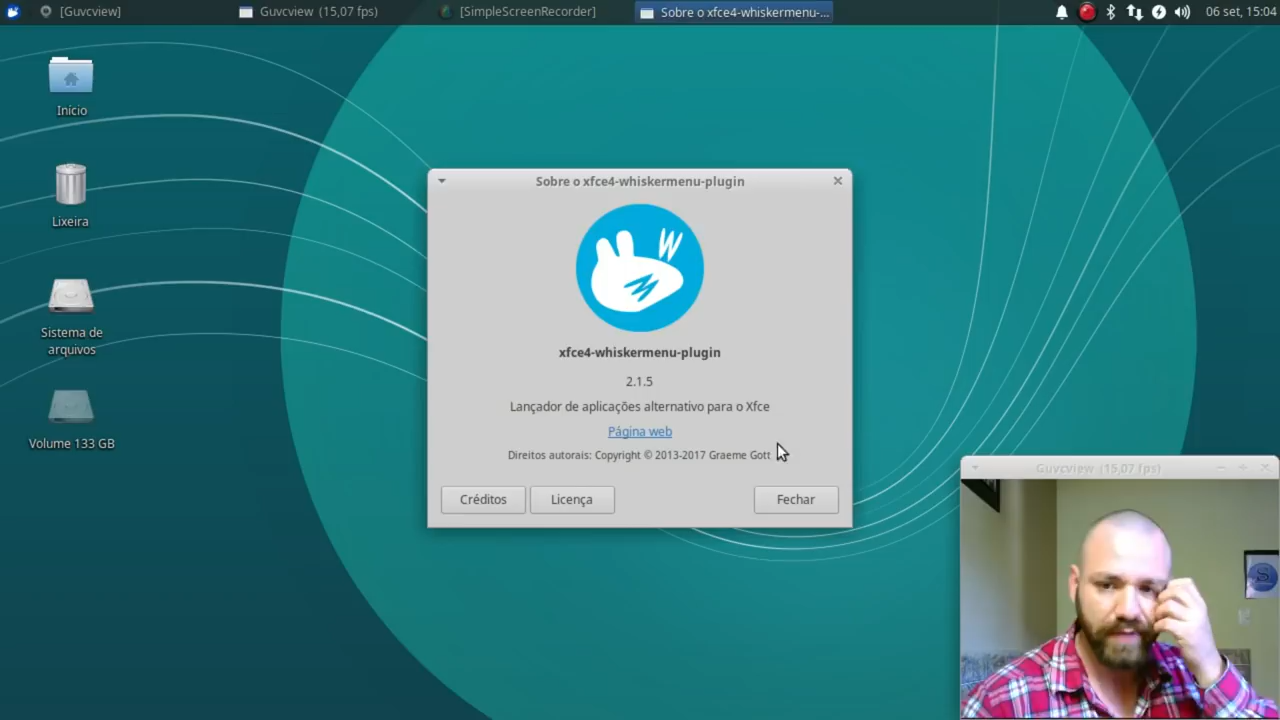 [Guvcview]
Guvcview (15,07 fps)
[SimpleScreenRecorder]
Sobre o xfce4-whiskermenu-...
06 set, 15:04
Início
Lixeira
Sistema de
arquivos
Volume 133 GB
Sobre o xfce4-whiskermenu-plugin
W
xfce4-whiskermenu-plugin
2.1.5
Lançador de aplicações alternativo para o Xfce
Página web
Direitos autorais: Copyright © 2013-2017 Graeme Gott
Créditos
Licença
Fechar
Guvcview (15,07 fps)
S